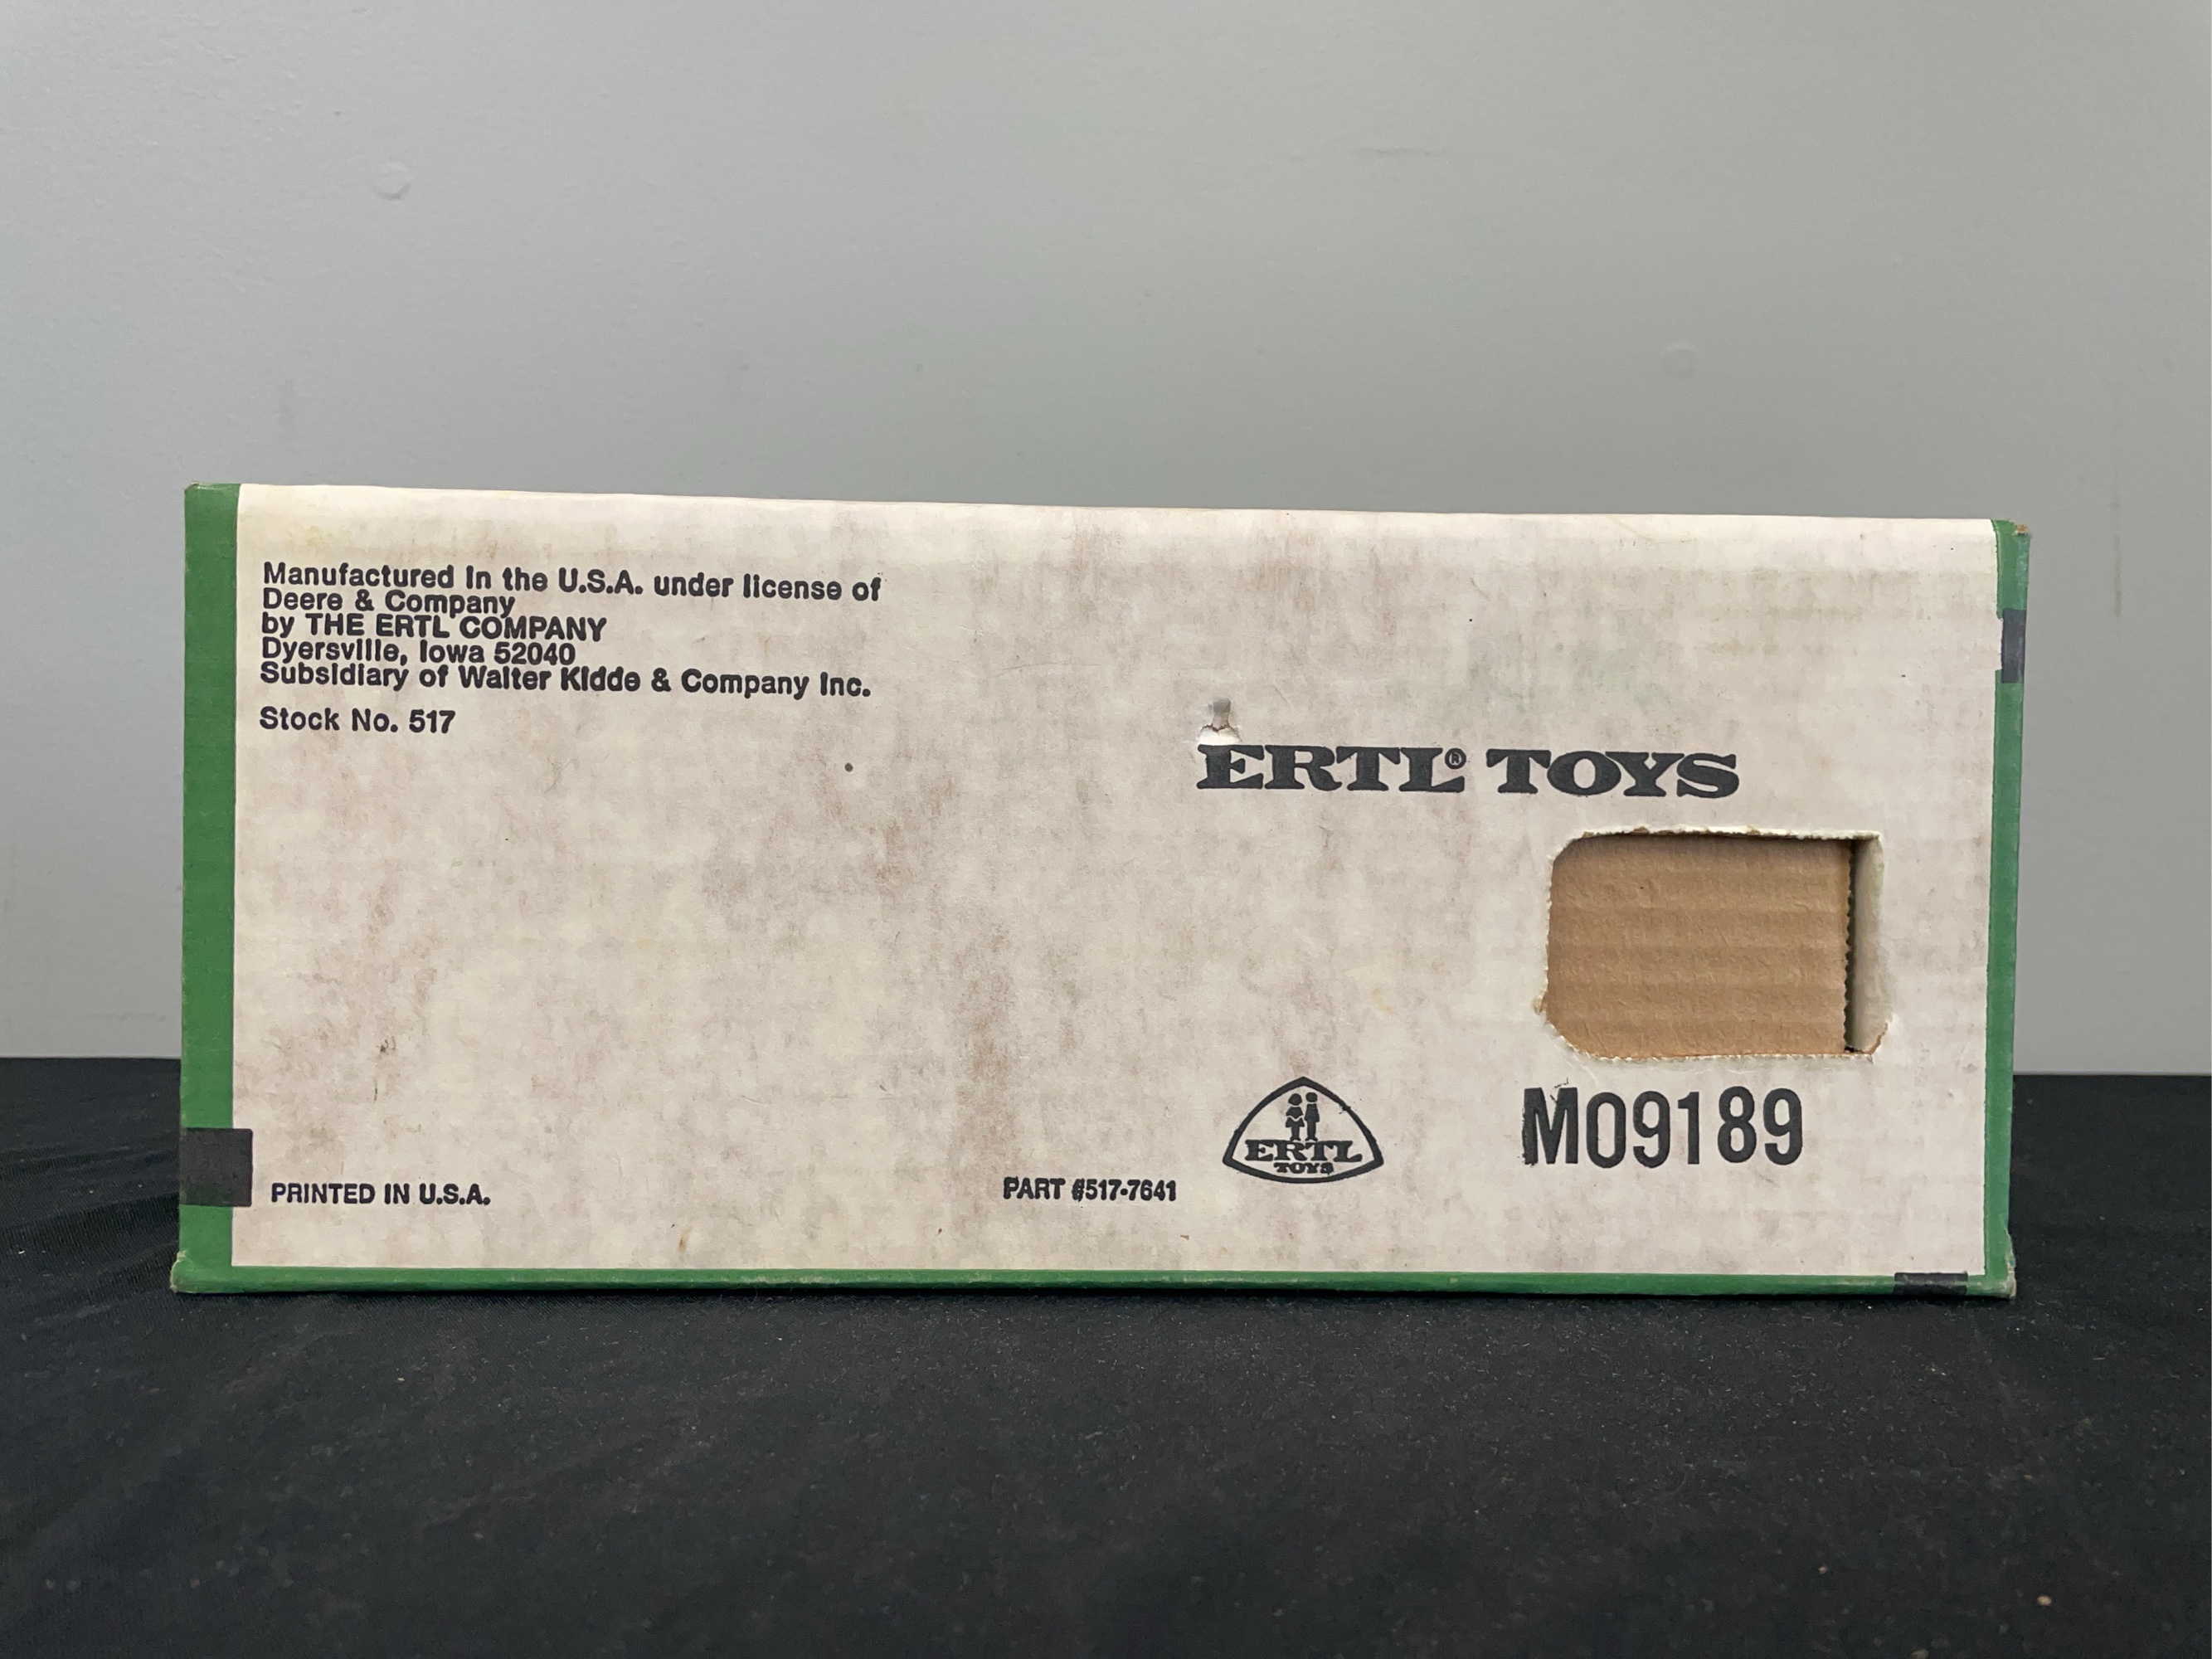 Manufactured in the U.S.A. under license of
Deere & Company
by THE ERTL COMPANY
Dyersville, Iowa 52040
Subsidiary of Walter Kidde & Company Inc.
Stock No. 517
ERTL® TOYS
ERTL
TOYS
M09189
PRINTED IN U.S.A.
PART #517-7641